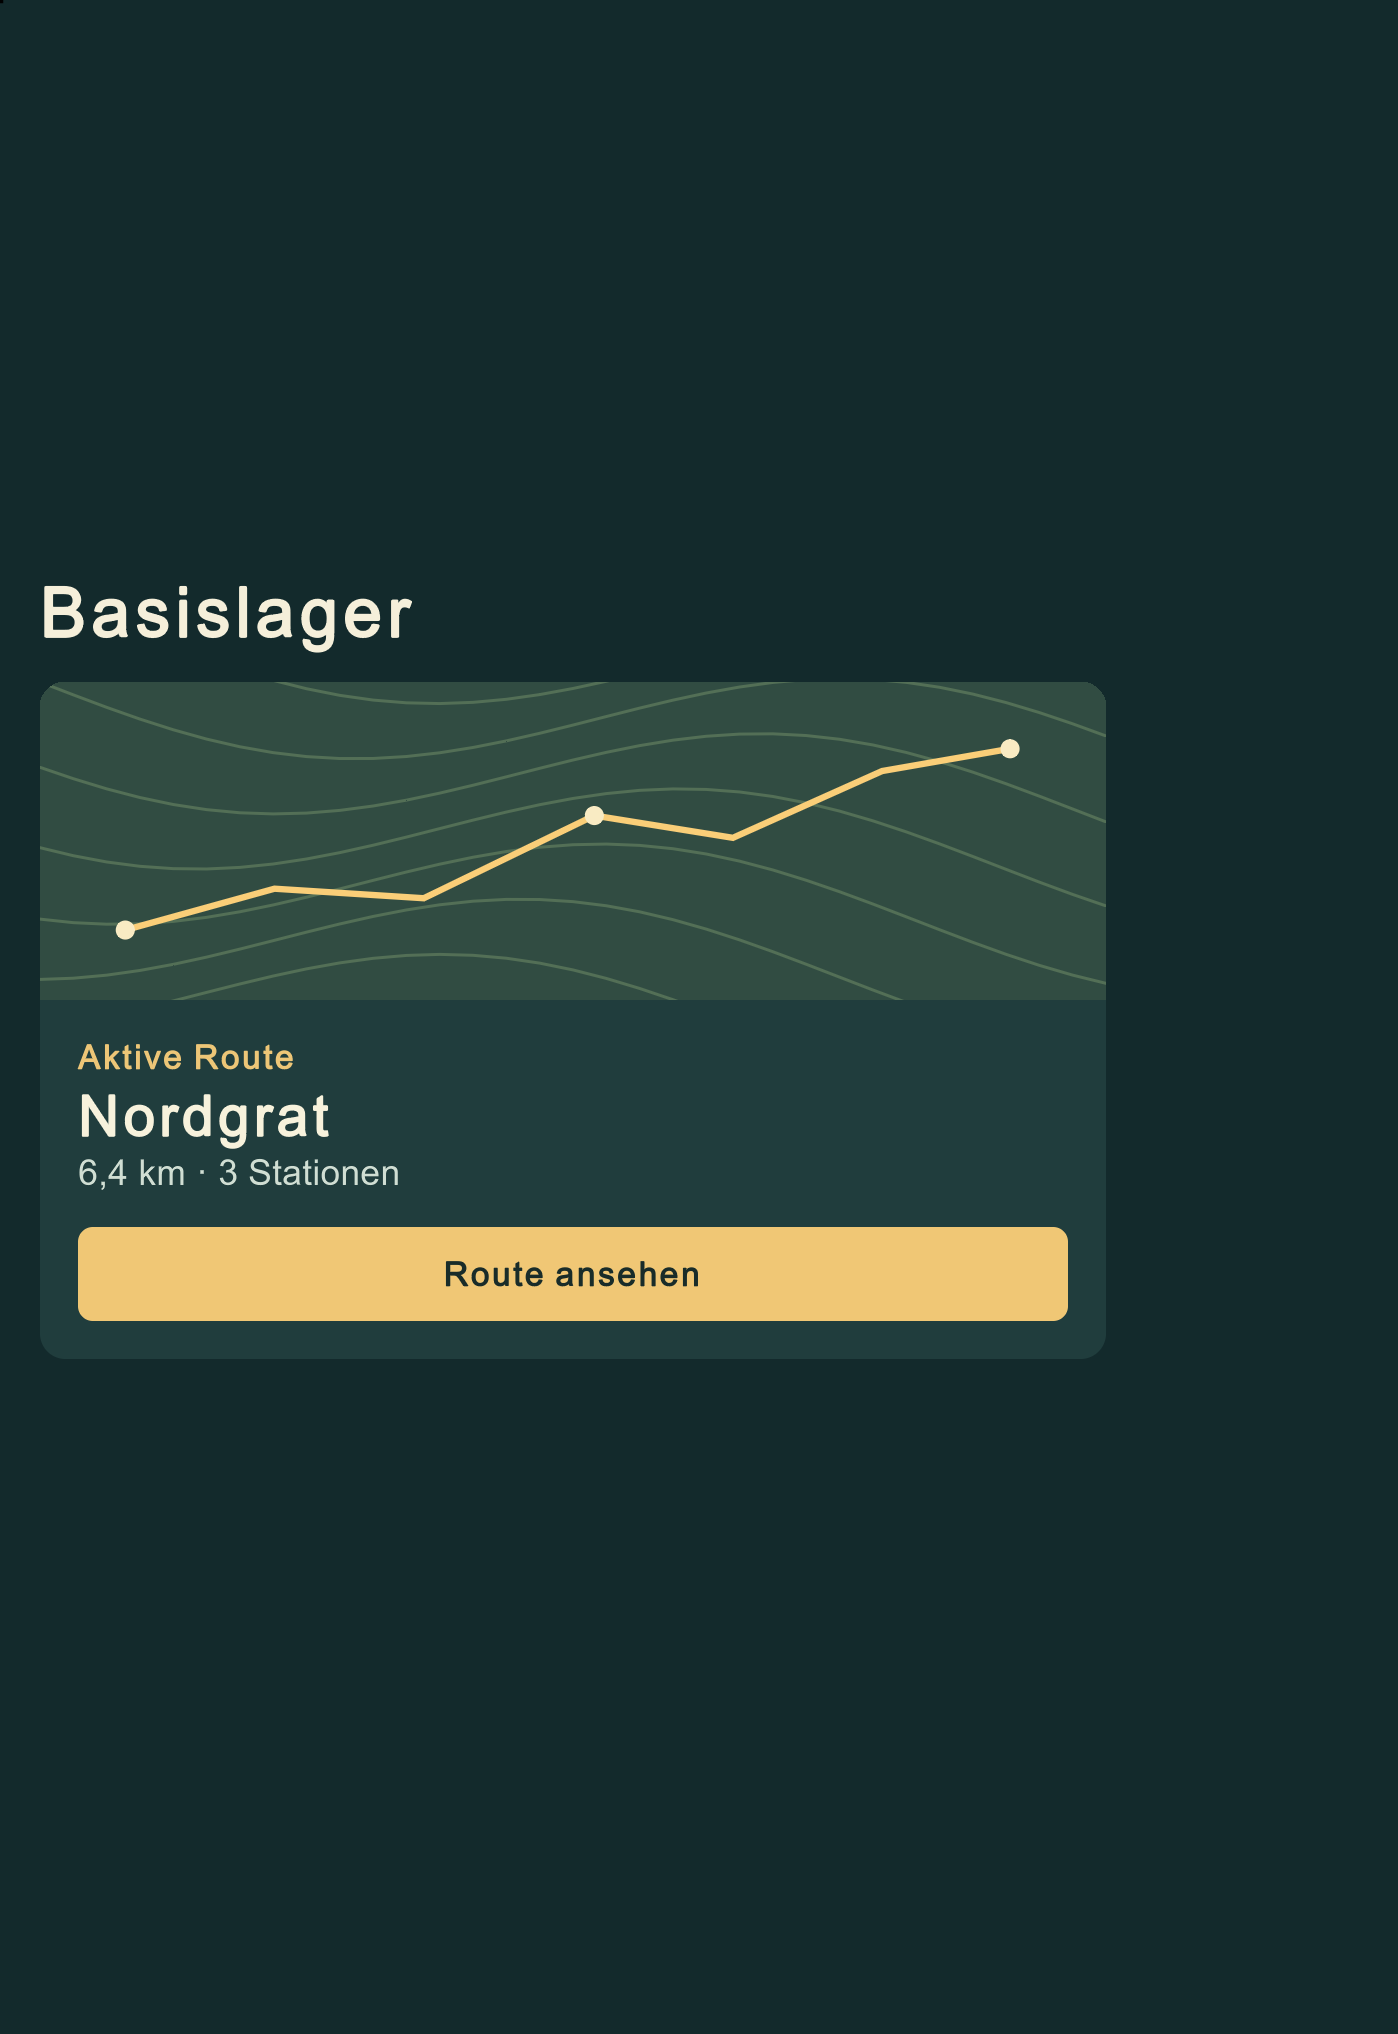 Basislager
Aktive Route
Nordgrat
6,4 km · 3 Stationen
Route ansehen